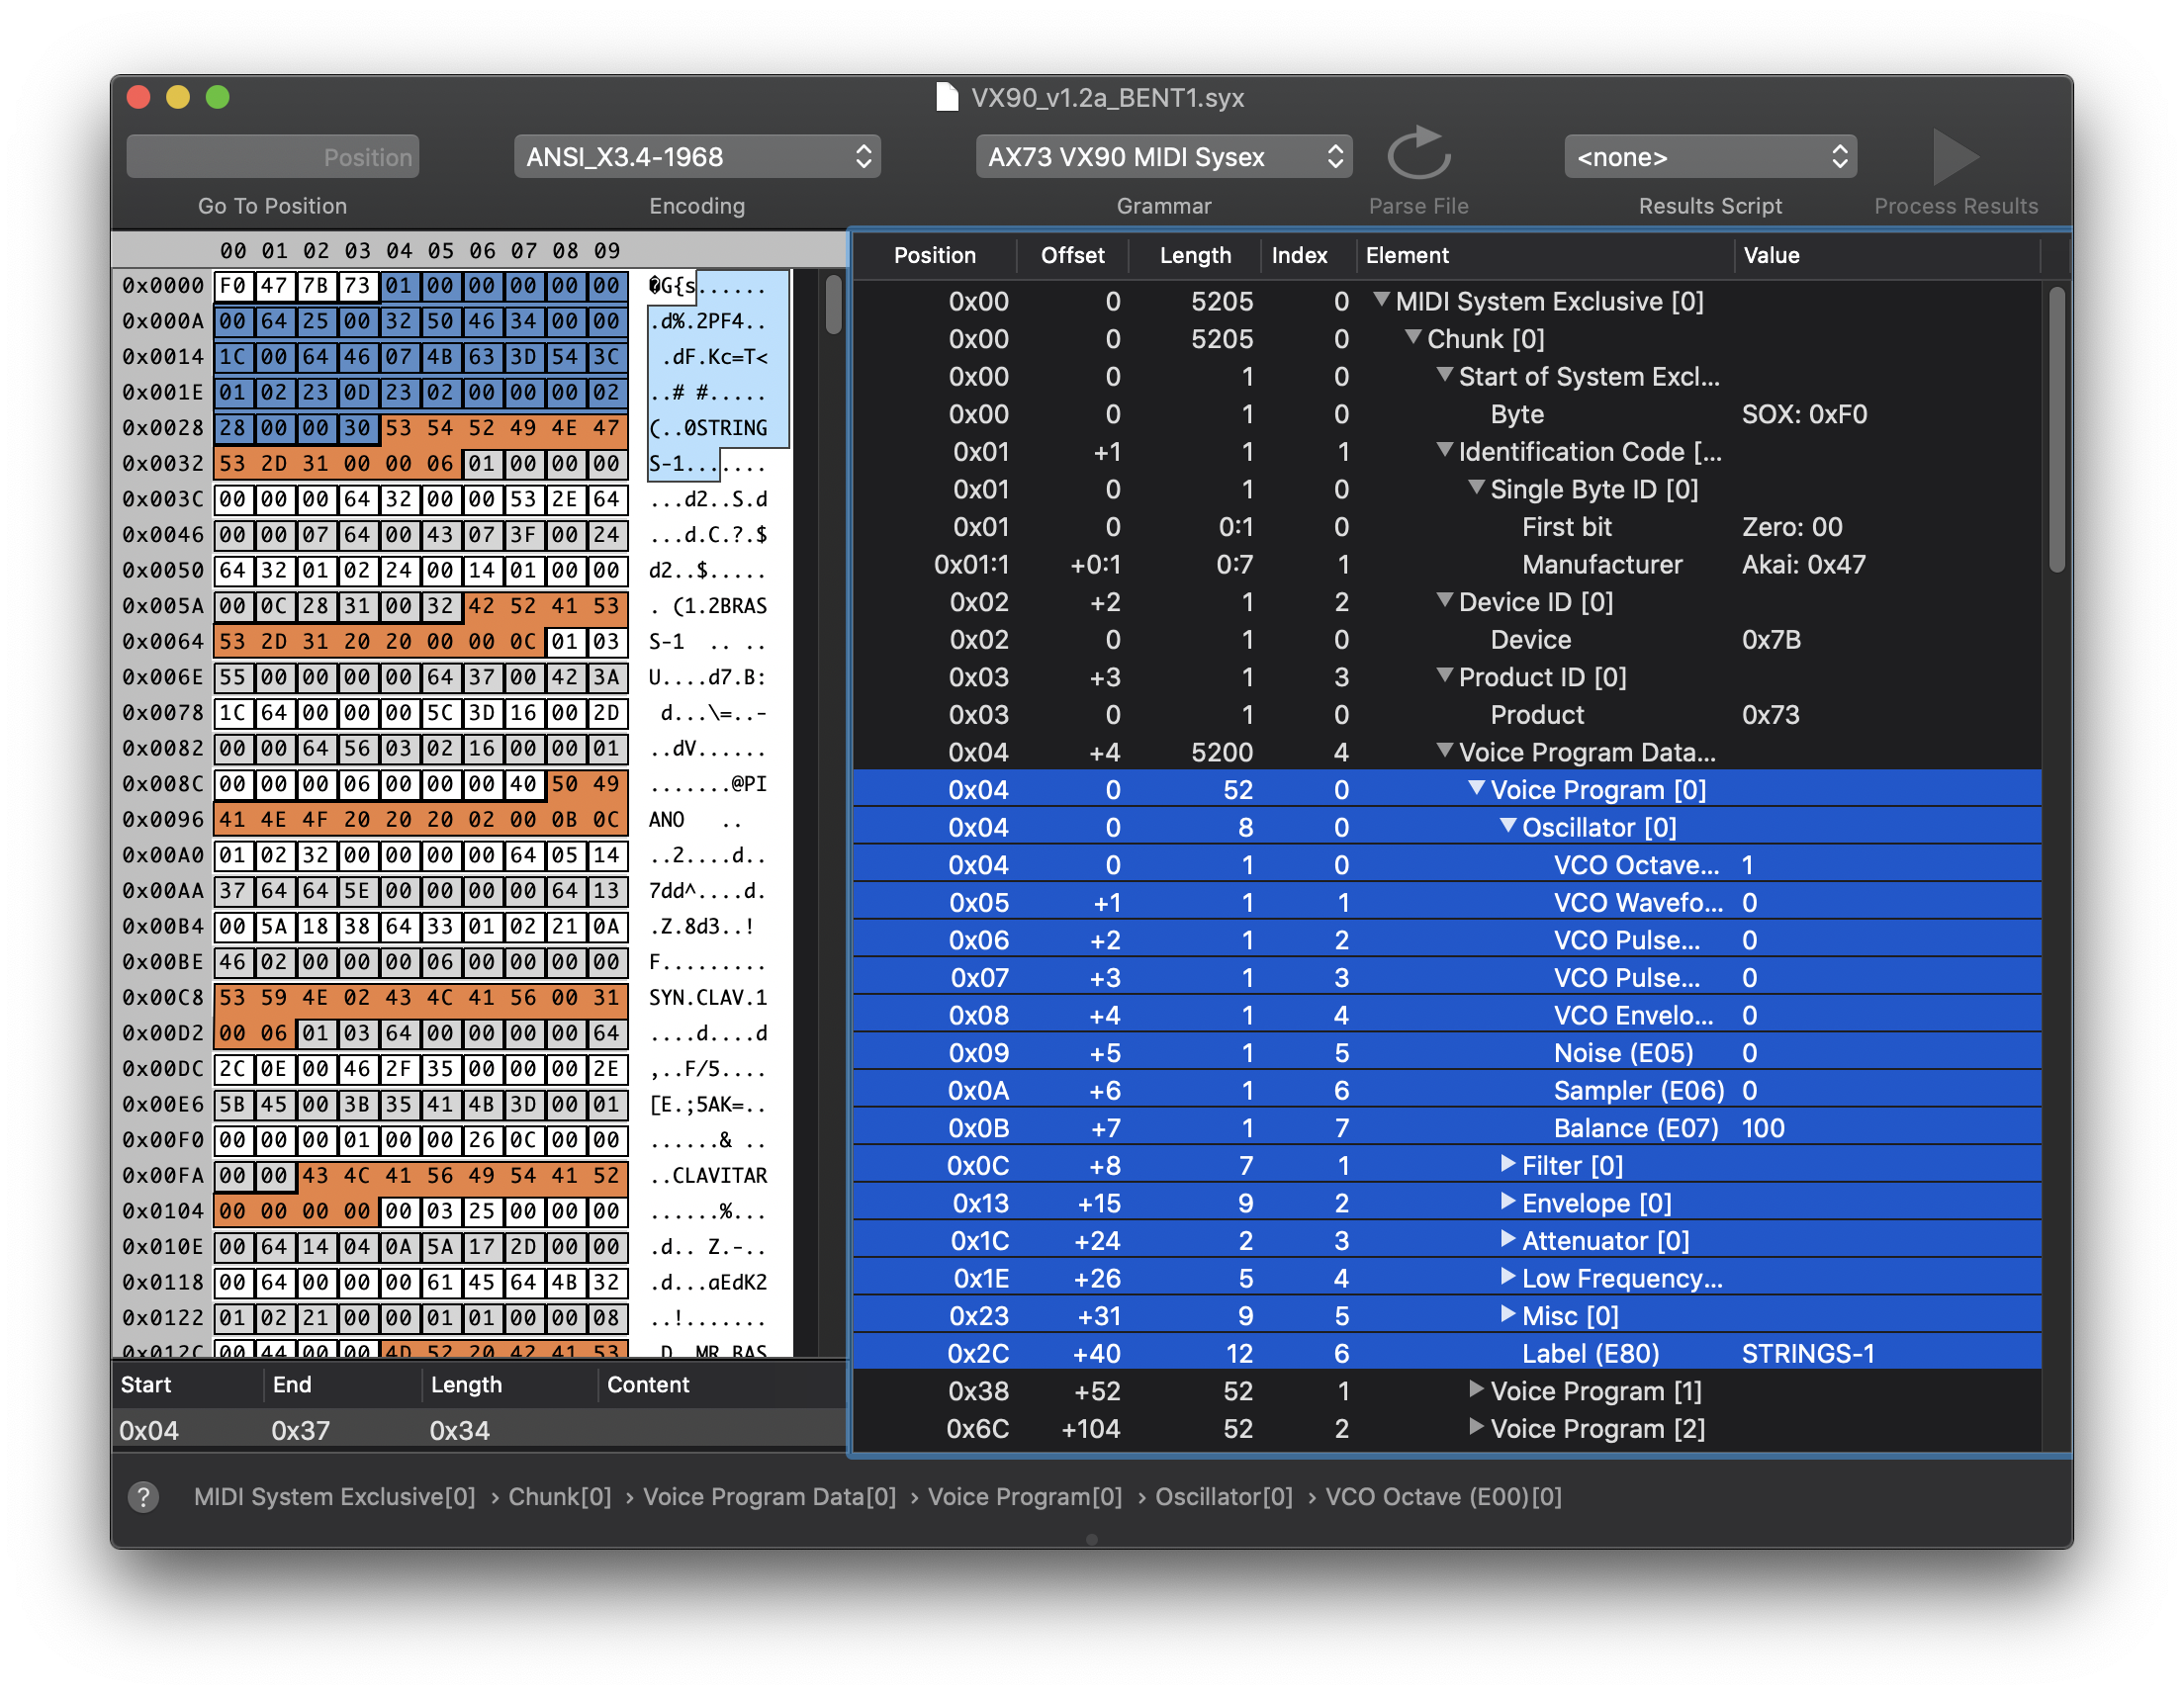 VX90_v1.2a_BENT1.syx
Position ANSI_X3.4-1968 AX73 VX90 MIDI Sysex <none>
Go To Position Encoding Grammar Parse File Results Script Process Results
00 01 02 03 04 05 06 07 08 09
0x0000 F0 47 7B 73 01 00 00 00 00 00 �G{s......
0x000A 00 64 25 00 32 50 46 34 00 00 .d%.2PF4..
0x0014 1C 00 64 46 07 4B 63 3D 54 3C .dF.Kc=T<
0x001E 01 02 23 0D 23 02 00 00 00 02 ..# #.....
0x0028 28 00 00 30 53 54 52 49 4E 47 (..0STRING
0x0032 53 2D 31 00 00 06 01 00 00 00 S-1.......
0x003C 00 00 00 64 32 00 00 53 2E 64 ...d2..S.d
0x0046 00 00 07 64 00 43 07 3F 00 24 ...d.C.?.$
0x0050 64 32 01 02 24 00 14 01 00 00 d2..$.....
0x005A 00 0C 28 31 00 32 42 52 41 53 . (1.2BRAS
0x0064 53 2D 31 20 20 00 00 0C 01 03 S-1  .. ..
0x006E 55 00 00 00 00 64 37 00 42 3A U....d7.B:
0x0078 1C 64 00 00 00 5C 3D 16 00 2D d...\=..-
0x0082 00 00 64 56 03 02 16 00 00 01 ..dV......
0x008C 00 00 00 06 00 00 00 40 50 49 .......@PI
0x0096 41 4E 4F 20 20 20 02 00 0B 0C ANO   ..
0x00A0 01 02 32 00 00 00 00 64 05 14 ..2....d..
0x00AA 37 64 64 5E 00 00 00 00 64 13 7dd^....d.
0x00B4 00 5A 18 38 64 33 01 02 21 0A .Z.8d3..!
0x00BE 46 02 00 00 00 06 00 00 00 00 F.........
0x00C8 53 59 4E 02 43 4C 41 56 00 31 SYN.CLAV.1
0x00D2 00 06 01 03 64 00 00 00 00 64 ....d....d
0x00DC 2C 0E 00 46 2F 35 00 00 00 2E ,..F/5....
0x00E6 5B 45 00 3B 35 41 4B 3D 00 01 [E.;5AK=..
0x00F0 00 00 00 01 00 00 26 0C 00 00 ......& ..
0x00FA 00 00 43 4C 41 56 49 54 41 52 ..CLAVITAR
0x0104 00 00 00 00 00 03 25 00 00 00 ......%...
0x010E 00 64 14 04 0A 5A 17 2D 00 00 .d.. Z.-..
0x0118 00 64 00 00 00 61 45 64 4B 32 .d...aEdK2
0x0122 01 02 21 00 00 01 01 00 00 08 ..!.......
0x012C 00 44 00 00 4D 52 20 42 41 53 .D..MR BAS
Start End Length Content
0x04 0x37 0x34
Position Offset Length Index Element Value
0x00 0 5205 0 MIDI System Exclusive [0]
0x00 0 5205 0 Chunk [0]
0x00 0 1 0 Start of System Excl...
0x00 0 1 0 Byte SOX: 0xF0
0x01 +1 1 1 Identification Code [...
0x01 0 1 0 Single Byte ID [0]
0x01 0 0:1 0 First bit Zero: 00
0x01:1 +0:1 0:7 1 Manufacturer Akai: 0x47
0x02 +2 1 2 Device ID [0]
0x02 0 1 0 Device 0x7B
0x03 +3 1 3 Product ID [0]
0x03 0 1 0 Product 0x73
0x04 +4 5200 4 Voice Program Data...
0x04 0 52 0 Voice Program [0]
0x04 0 8 0 Oscillator [0]
0x04 0 1 0 VCO Octave... 1
0x05 +1 1 1 VCO Wavefo... 0
0x06 +2 1 2 VCO Pulse... 0
0x07 +3 1 3 VCO Pulse... 0
0x08 +4 1 4 VCO Envelo... 0
0x09 +5 1 5 Noise (E05) 0
0x0A +6 1 6 Sampler (E06) 0
0x0B +7 1 7 Balance (E07) 100
0x0C +8 7 1 Filter [0]
0x13 +15 9 2 Envelope [0]
0x1C +24 2 3 Attenuator [0]
0x1E +26 5 4 Low Frequency...
0x23 +31 9 5 Misc [0]
0x2C +40 12 6 Label (E80) STRINGS-1
0x38 +52 52 1 Voice Program [1]
0x6C +104 52 2 Voice Program [2]
? MIDI System Exclusive[0] › Chunk[0] › Voice Program Data[0] › Voice Program[0] › Oscillator[0] › VCO Octave (E00)[0]